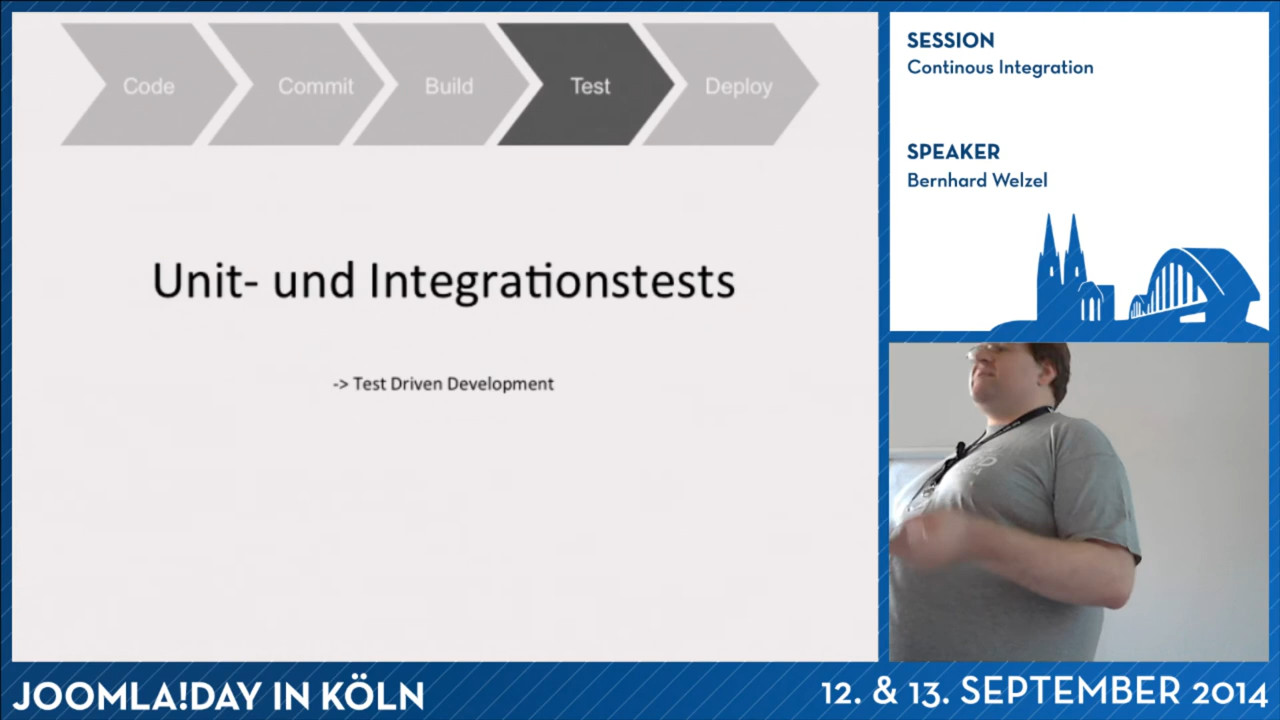 Code
Commit
Build
Test
Deploy
Unit- und Integrationstests
-> Test Driven Development
SESSION
Continous Integration
SPEAKER
Bernhard Welzel
JOOMLA!DAY IN KÖLN
12. & 13. SEPTEMBER 2014